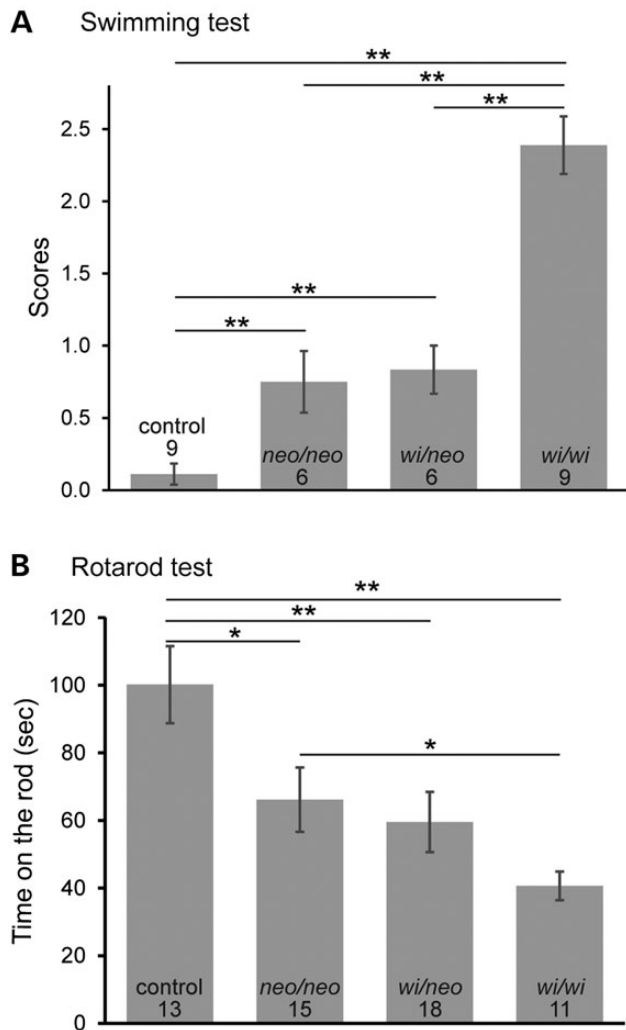 A Swimming test
**
**
**
2.5
2.0
1.5
1.0
0.5
0.0
Scores
**
**
control
9
neo/neo
6
wi/neo
6
wi/wi
9
B Rotarod test
**
**
*
*
120
100
80
60
40
20
0
Time on the rod (sec)
control
13
neo/neo
15
wi/neo
18
wi/wi
11